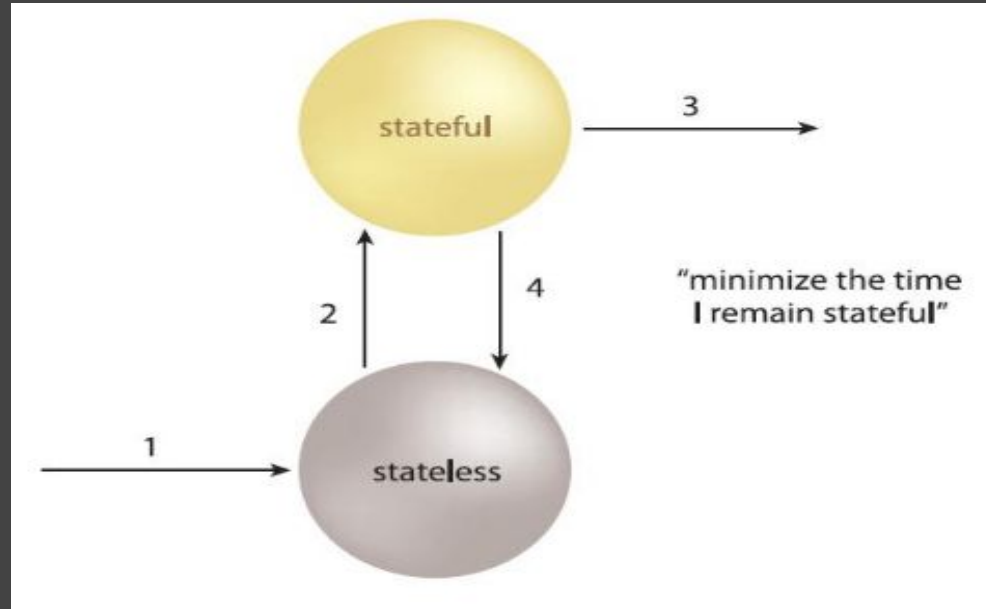 stateful
3
2
4
“minimize the time
I remain stateful”
1
stateless